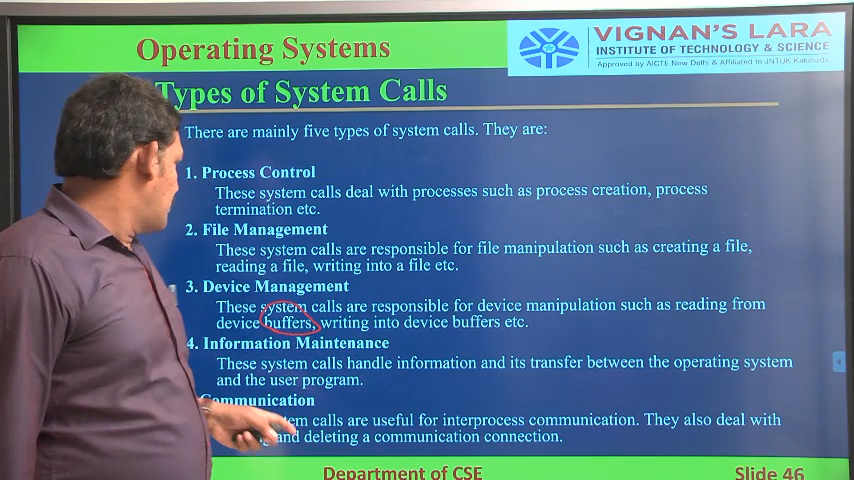 Operating Systems
VIGNAN'S LARA
INSTITUTE OF TECHNOLOGY & SCIENCE
Approved by AICTE New Delhi & Affiliated to JNTUK Kakinada
Types of System Calls
There are mainly five types of system calls. They are:
1. Process Control
These system calls deal with processes such as process creation, process
termination etc.
2. File Management
These system calls are responsible for file manipulation such as creating a file,
reading a file, writing into a file etc.
3. Device Management
These system calls are responsible for device manipulation such as reading from
device buffers, writing into device buffers etc.
4. Information Maintenance
These system calls handle information and its transfer between the operating system
and the user program.
Communication
calls are useful for interprocess communication. They also deal with
and deleting a communication connection.
Department of CSE
Slide 46